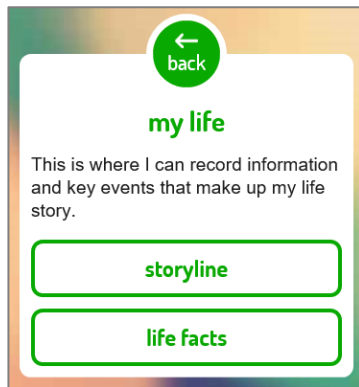 back
my life
This is where I can record information
and key events that make up my life
story.
storyline
life facts